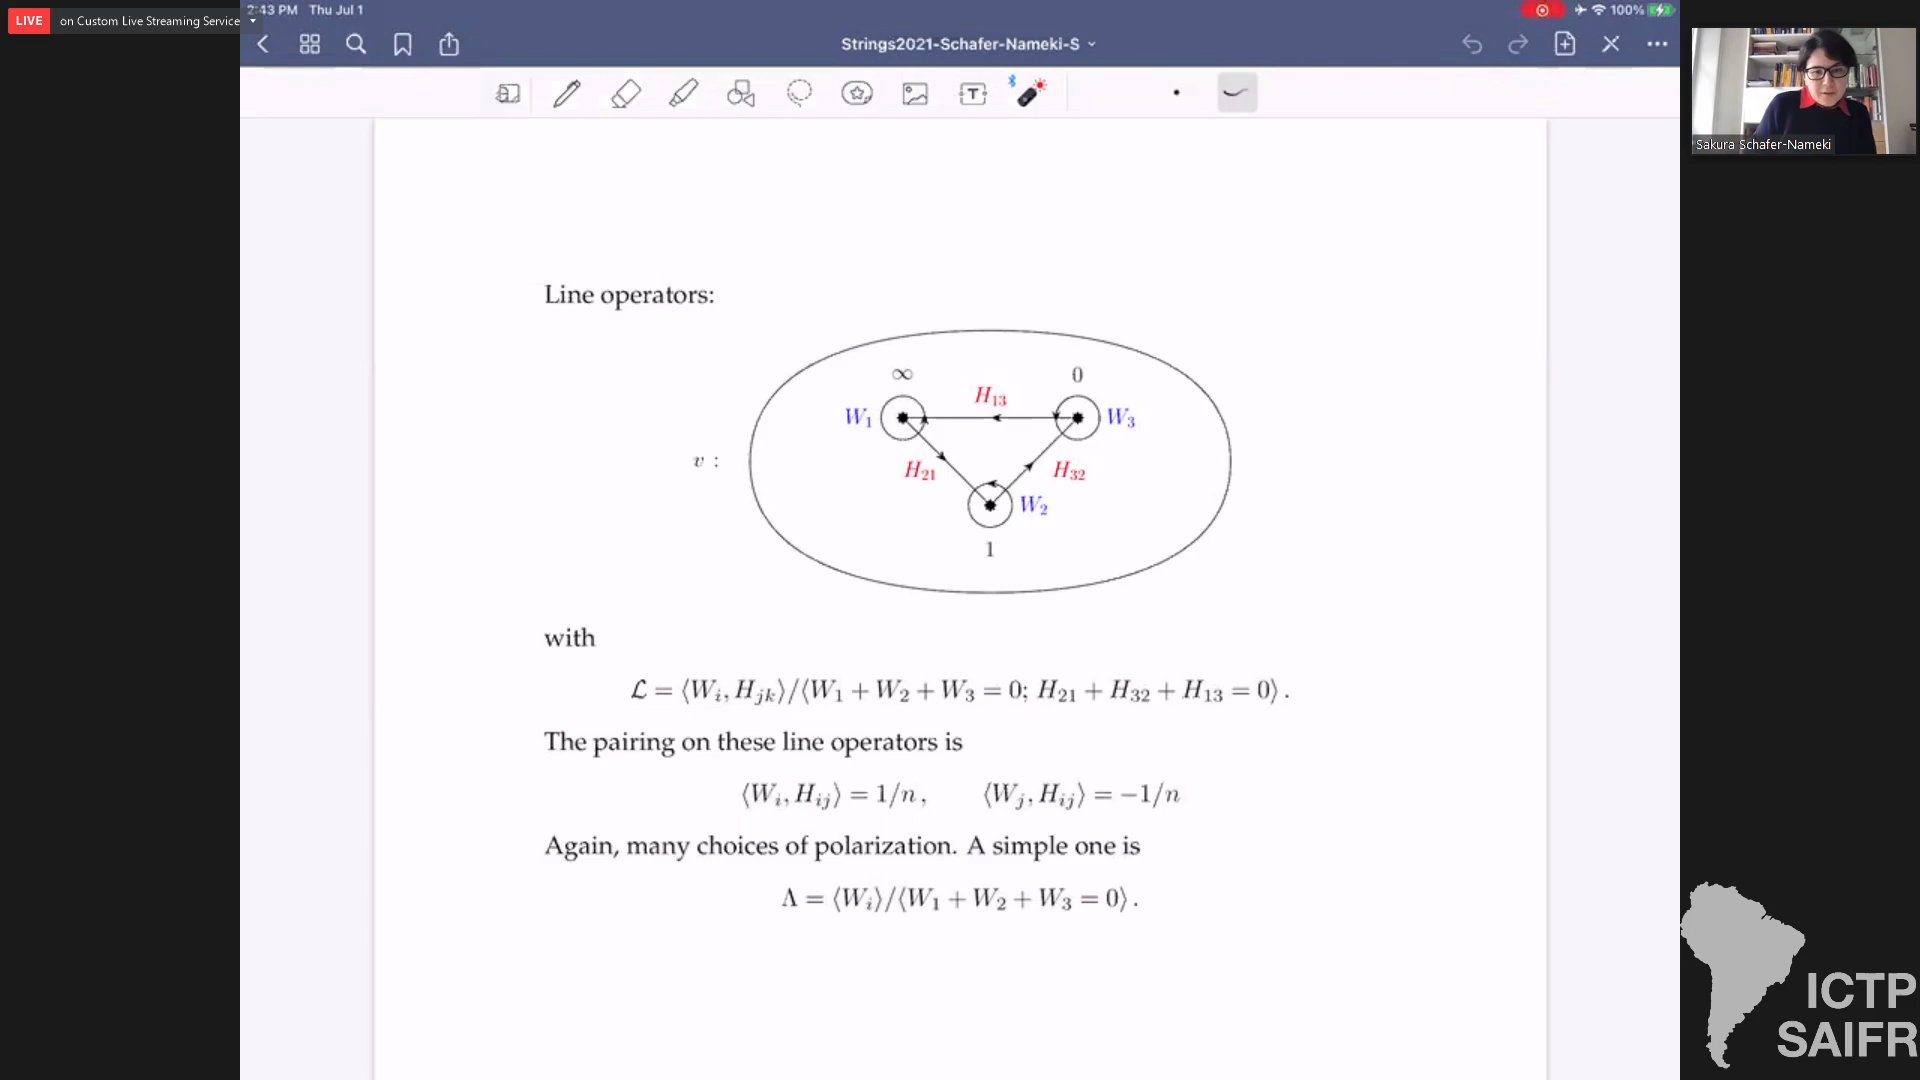 LIVE on Custom Live Streaming Service
2:43 PM Thu Jul 1
100%
Strings2021-Schafer-Nameki-S
T
Sakura Schafer-Nameki
Line operators:
∞ 0
H₁₃
W₁ W₃
v :
H₂₁ H₃₂
W₂
1
with
ℒ = ⟨Wᵢ, Hⱼₖ⟩/⟨W₁ + W₂ + W₃ = 0; H₂₁ + H₃₂ + H₁₃ = 0⟩ .
The pairing on these line operators is
⟨Wᵢ, Hᵢⱼ⟩ = 1/n , ⟨Wⱼ, Hᵢⱼ⟩ = −1/n
Again, many choices of polarization. A simple one is
Λ = ⟨Wᵢ⟩/⟨W₁ + W₂ + W₃ = 0⟩ .
ICTP
SAIFR